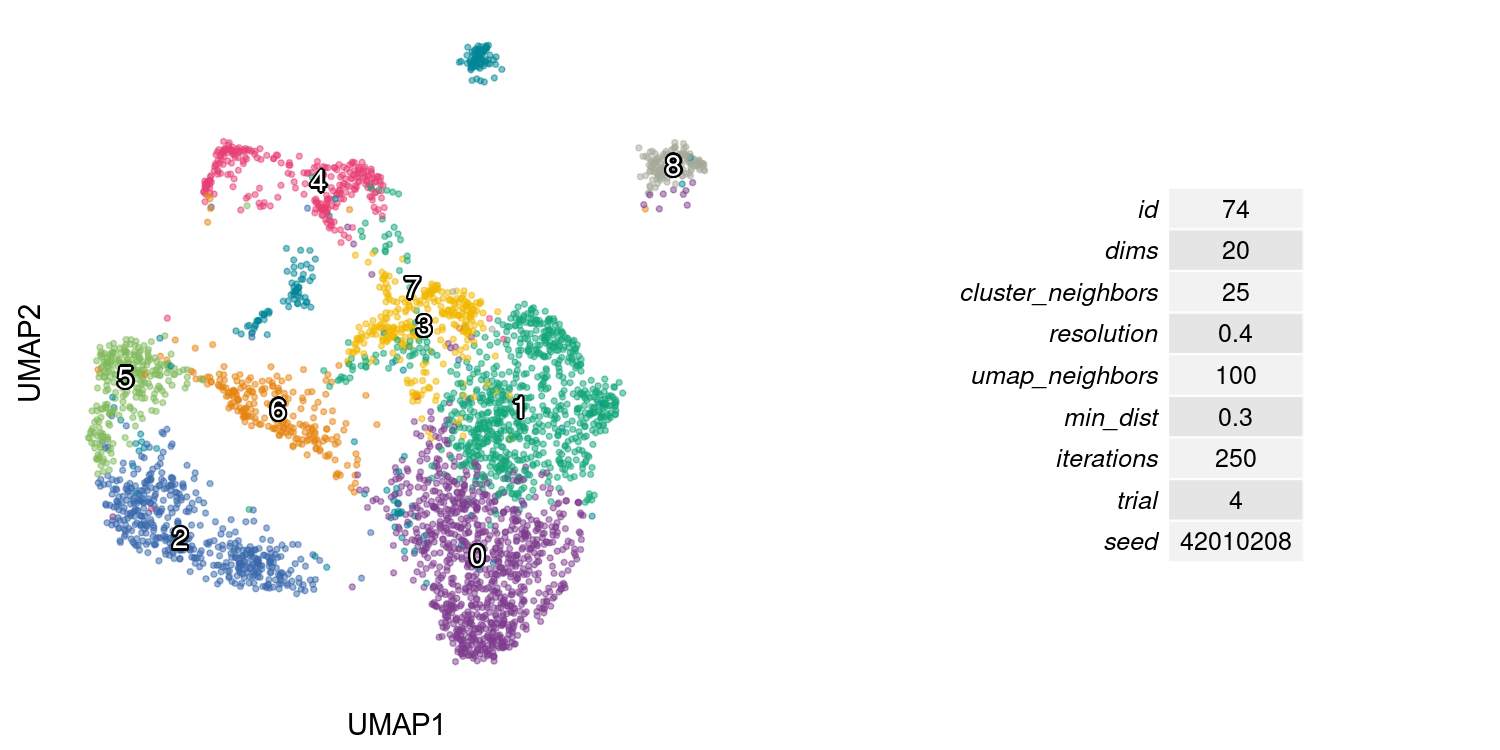 8
4
7
3
5
6
1
2
0
UMAP1
UMAP2
id 74
dims 20
cluster_neighbors 25
resolution 0.4
umap_neighbors 100
min_dist 0.3
iterations 250
trial 4
seed 42010208